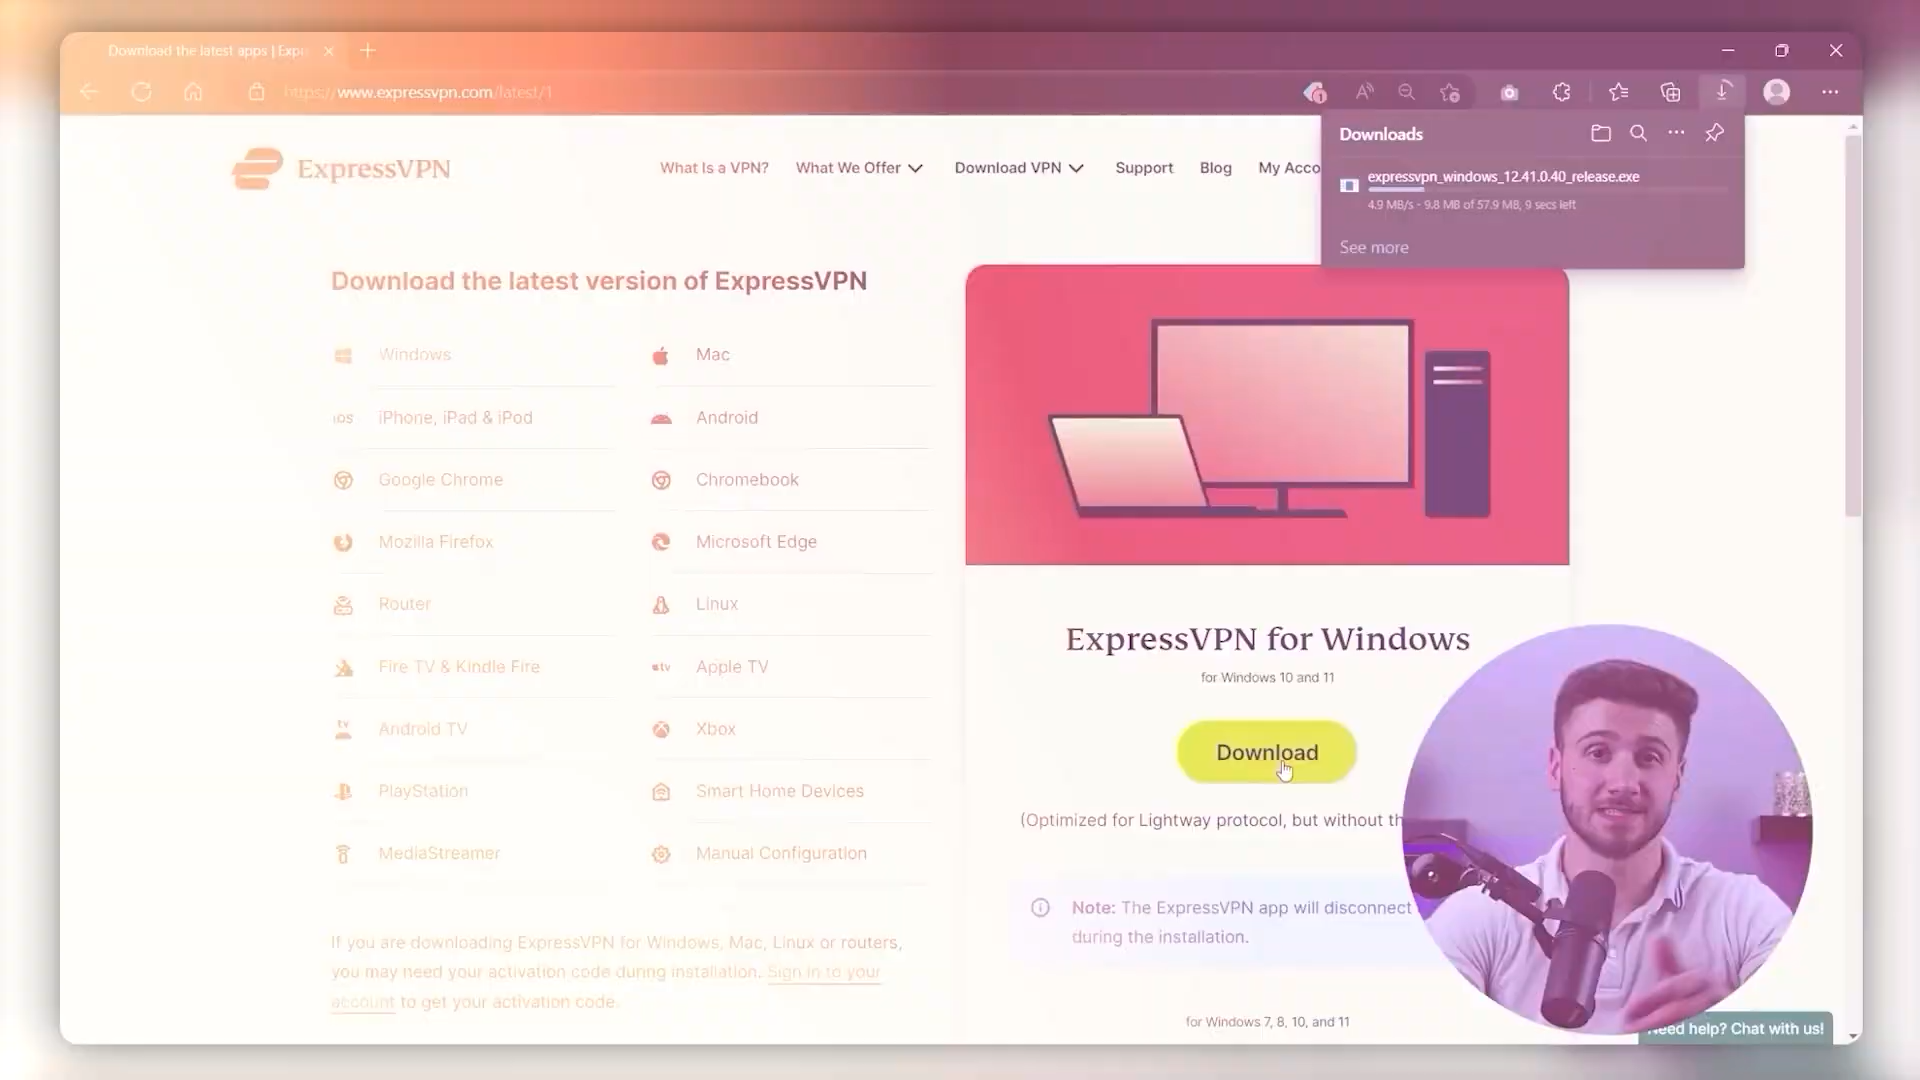 Download the latest apps | Expr
https://www.expressvpn.com/latest/1
1
Downloads
expressvpn_windows_12.41.0.40_release.exe
4.9 MB/s - 9.8 MB of 57.9 MB, 9 secs left
See more
ExpressVPN
What Is a VPN?
What We Offer
Download VPN
Support
Blog
My Acco
Download the latest version of ExpressVPN
Windows
Mac
iOS
iPhone, iPad & iPod
Android
Google Chrome
Chromebook
Mozilla Firefox
Microsoft Edge
Router
Linux
Fire TV & Kindle Fire
tv
Apple TV
tv
Android TV
Xbox
PlayStation
Smart Home Devices
MediaStreamer
Manual Configuration
If you are downloading ExpressVPN for Windows, Mac, Linux or routers,
you may need your activation code during installation. Sign in to your
account to get your activation code.
ExpressVPN for Windows
for Windows 10 and 11
Download
(Optimized for Lightway protocol, but without th
Note: The ExpressVPN app will disconnect
during the installation.
for Windows 7, 8, 10, and 11
Need help? Chat with us!